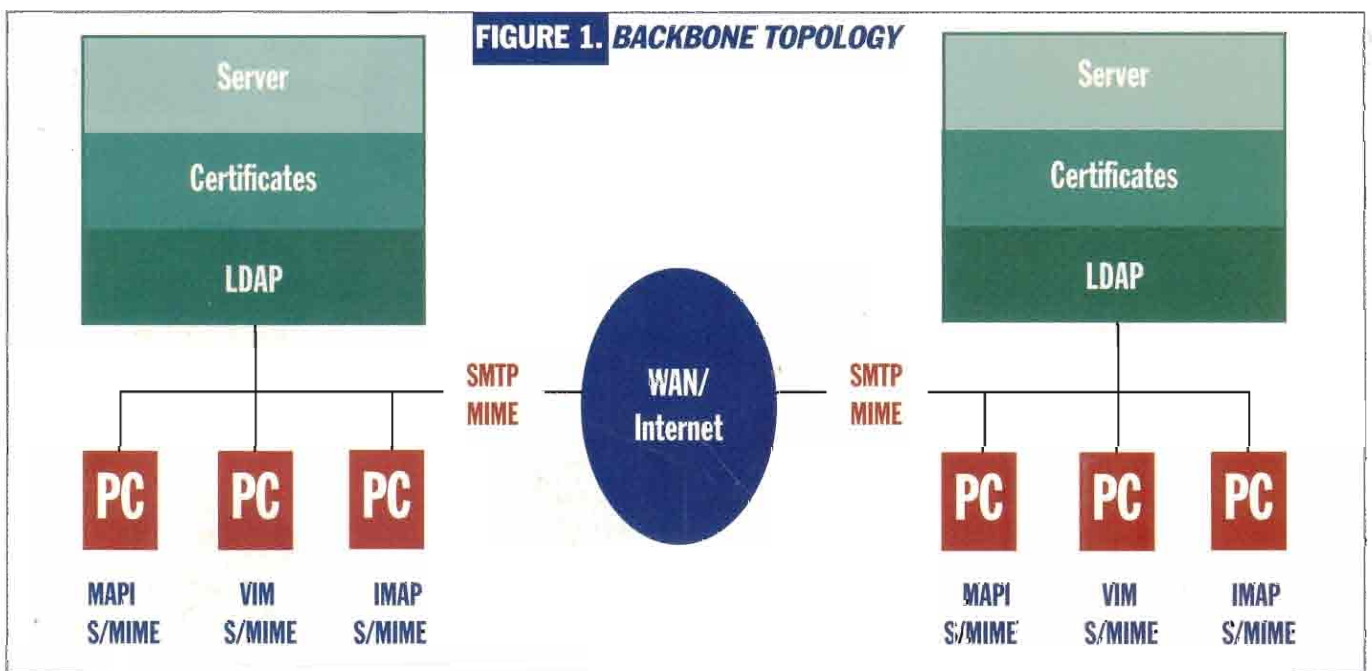 FIGURE 1. BACKBONE TOPOLOGY
Server
Certificates
LDAP
Server
Certificates
LDAP
SMTP
MIME
WAN/
Internet
SMTP
MIME
PC
PC
PC
PC
PC
PC
MAPI
S/MIME
VIM
S/MIME
IMAP
S/MIME
MAPI
S/MIME
VIM
S/MIME
IMAP
S/MIME